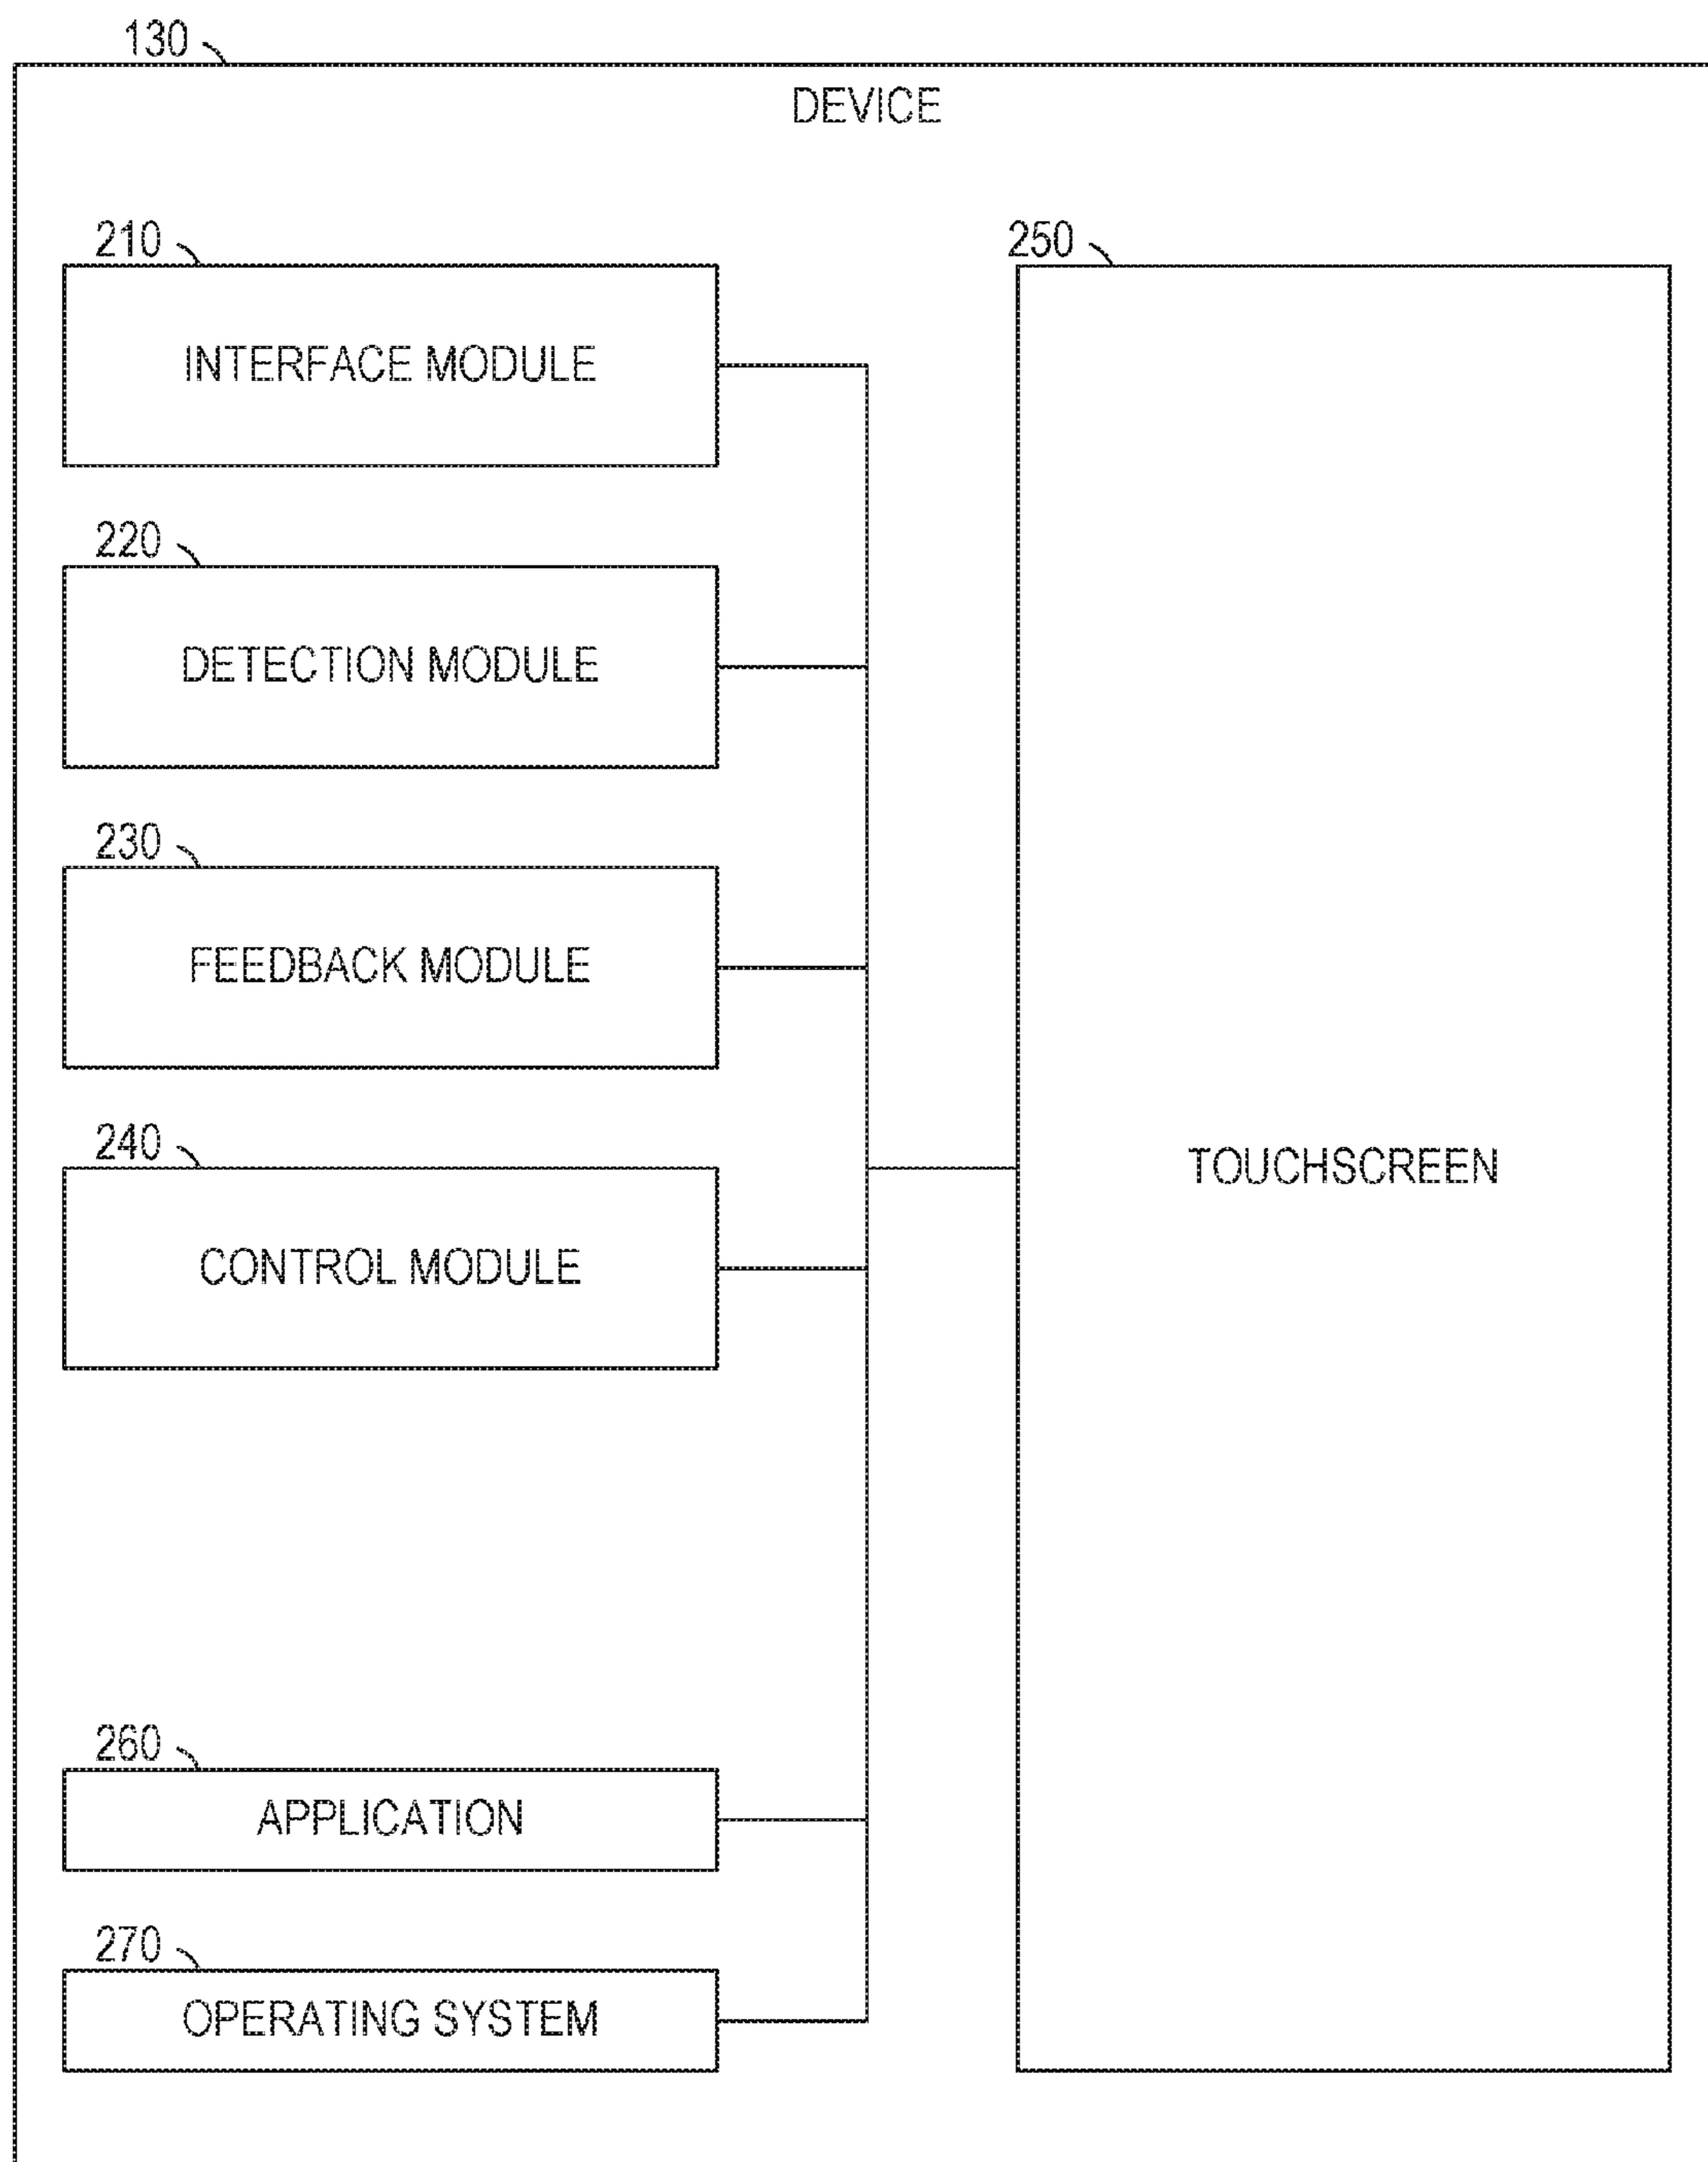 130
DEVICE
210
INTERFACE MODULE
220
DETECTION MODULE
230
FEEDBACK MODULE
240
CONTROL MODULE
250
TOUCHSCREEN
260
APPLICATION
270
OPERATING SYSTEM